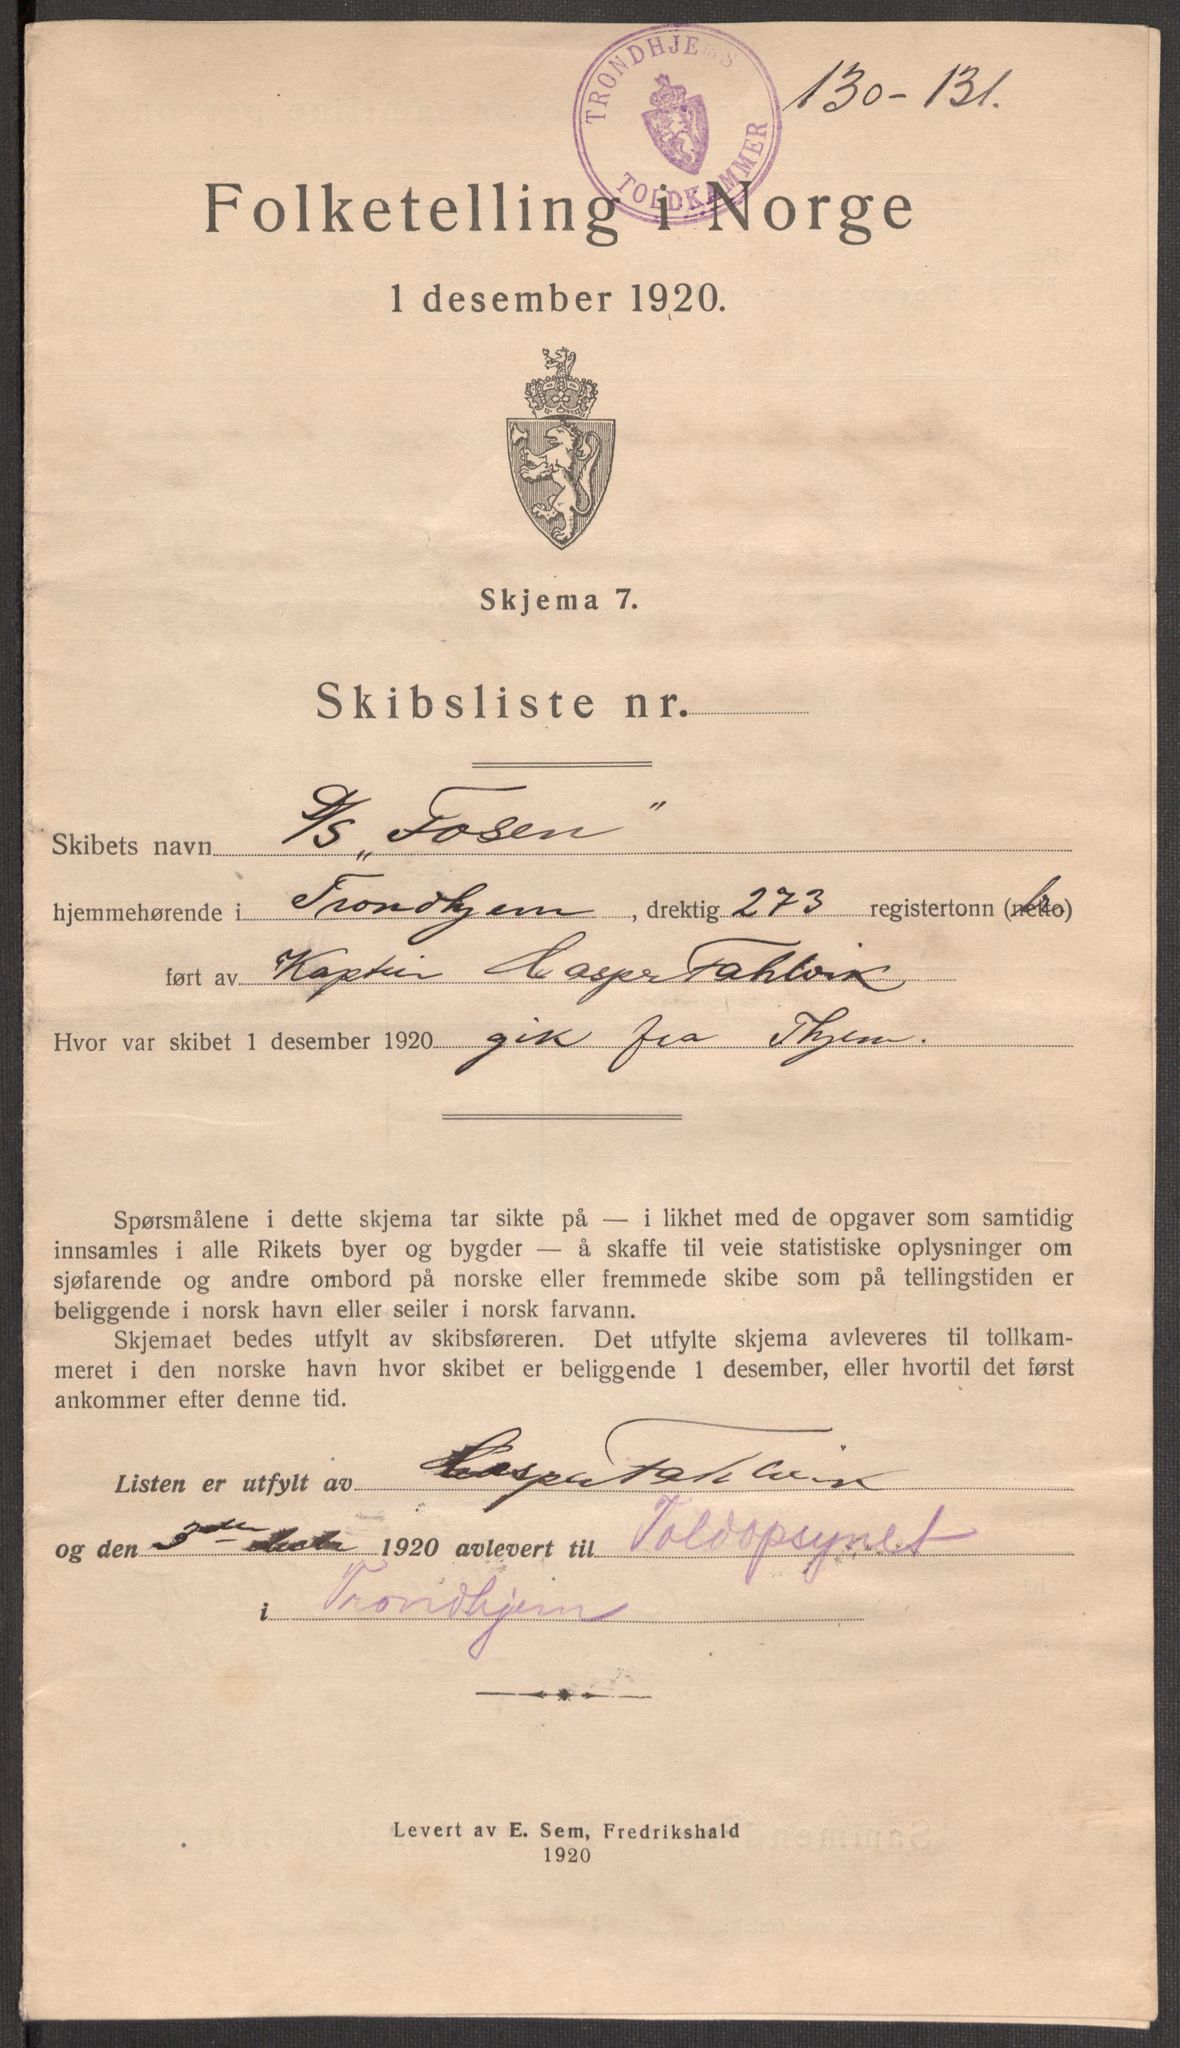 TRONDHJEMS TOLDKAMMER
130-131.
Folketelling i Norge
1 desember 1920.
Skjema 7.
Skibsliste nr.
Skibets navn D/S „Fosen"
hjemmehørende i Trondhjem, drektig 273 registertonn (netto) br.
ført av Kaptein Casper Fahlvik
Hvor var skibet 1 desember 1920 gik fra Thjem.
Spørsmålene i dette skjema tar sikte på — i likhet med de opgaver som samtidig
innsamles i alle Rikets byer og bygder — å skaffe til veie statistiske oplysninger om
sjøfarende og andre ombord på norske eller fremmede skibe som på tellingstiden er
beliggende i norsk havn eller seiler i norsk farvann.
Skjemaet bedes utfylt av skibsføreren. Det utfylte skjema avleveres til tollkam-
meret i den norske havn hvor skibet er beliggende 1 desember, eller hvortil det først
ankommer efter denne tid.
Listen er utfylt av Casper Fahlvik
og den 3die 1920 avlevert til Toldopsynet
i Trondhjem
Levert av E. Sem, Fredrikshald
1920